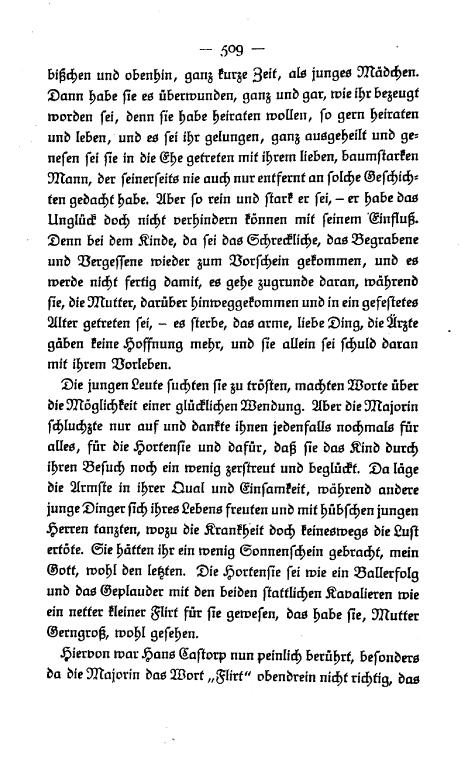 — 509 —
bißchen und obenhin, ganz kurze Zeit, als junges Mädchen.
Dann habe sie es überwunden, ganz und gar, wie ihr bezeugt
worden sei, denn sie habe heiraten wollen, so gern heiraten
und leben, und es sei ihr gelungen, ganz ausgeheilt und ge-
nesen sei sie in die Ehe getreten mit ihrem lieben, baumstarken
Mann, der seinerseits nie auch nur entfernt an solche Geschich-
ten gedacht habe. Aber so rein und stark er sei, – er habe das
Unglück doch nicht verhindern können mit seinem Einfluß.
Denn bei dem Kinde, da sei das Schreckliche, das Begrabene
und Vergessene wieder zum Vorschein gekommen, und es
werde nicht fertig damit, es gehe zugrunde daran, während
sie, die Mutter, darüber hinweggekommen und in ein gefestetes
Alter getreten sei, – es sterbe, das arme, liebe Ding, die Ärzte
gäben keine Hoffnung mehr, und sie allein sei schuld daran
mit ihrem Vorleben.
Die jungen Leute suchten sie zu trösten, machten Worte über
die Möglichkeit einer glücklichen Wendung. Aber die Majorin
schluchzte nur auf und dankte ihnen jedenfalls nochmals für
alles, für die Hortensie und dafür, daß sie das Kind durch
ihren Besuch noch ein wenig zerstreut und beglückt. Da läge
die Ärmste in ihrer Qual und Einsamkeit, während andere
junge Dinger sich ihres Lebens freuten und mit hübschen jungen
Herren tanzten, wozu die Krankheit doch keineswegs die Lust
ertöte. Sie hätten ihr ein wenig Sonnenschein gebracht, mein
Gott, wohl den letzten. Die Hortensie sei wie ein Ballerfolg
und das Geplauder mit den beiden stattlichen Kavalieren wie
ein netter kleiner Flirt für sie gewesen, das habe sie, Mutter
Gerngroß, wohl gesehen.
Hiervon war Hans Castorp nun peinlich berührt, besonders
da die Majorin das Wort „Flirt“ obendrein nicht richtig, das